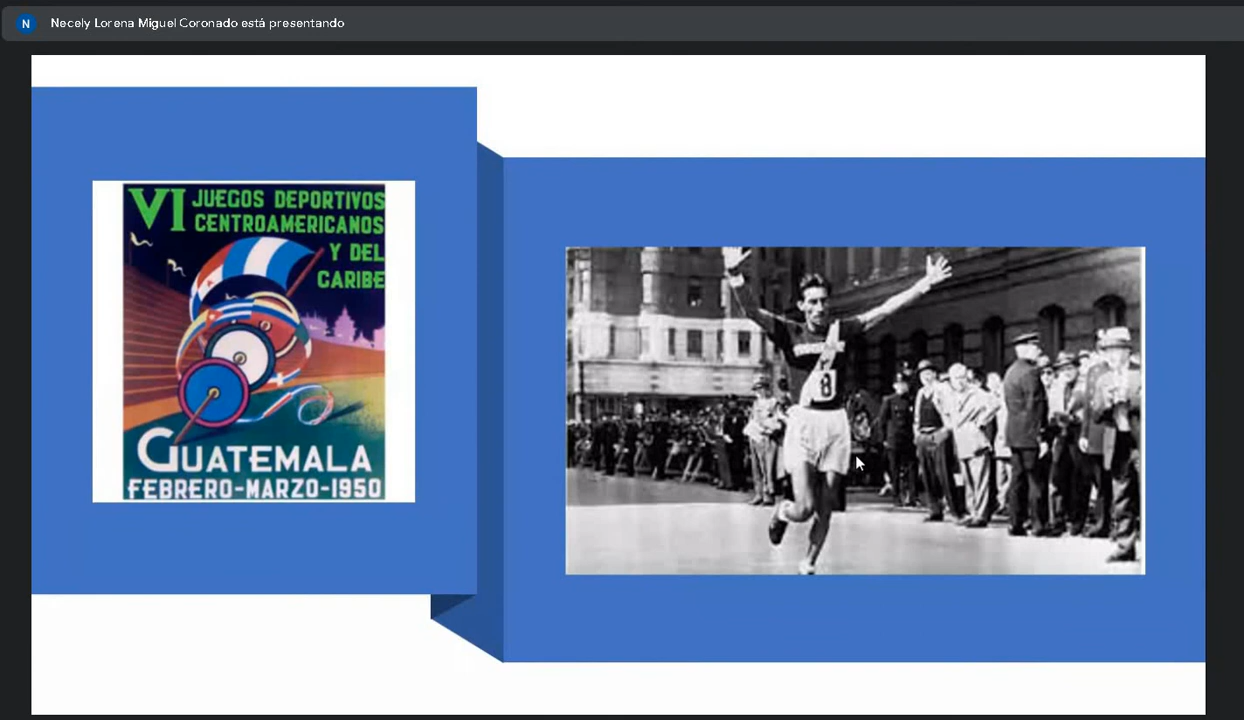 N
Necely Lorena Miguel Coronado está presentando
VI JUEGOS DEPORTIVOS
CENTROAMERICANOS
Y DEL
CARIBE
GUATEMALA
FEBRERO-MARZO-1950
8